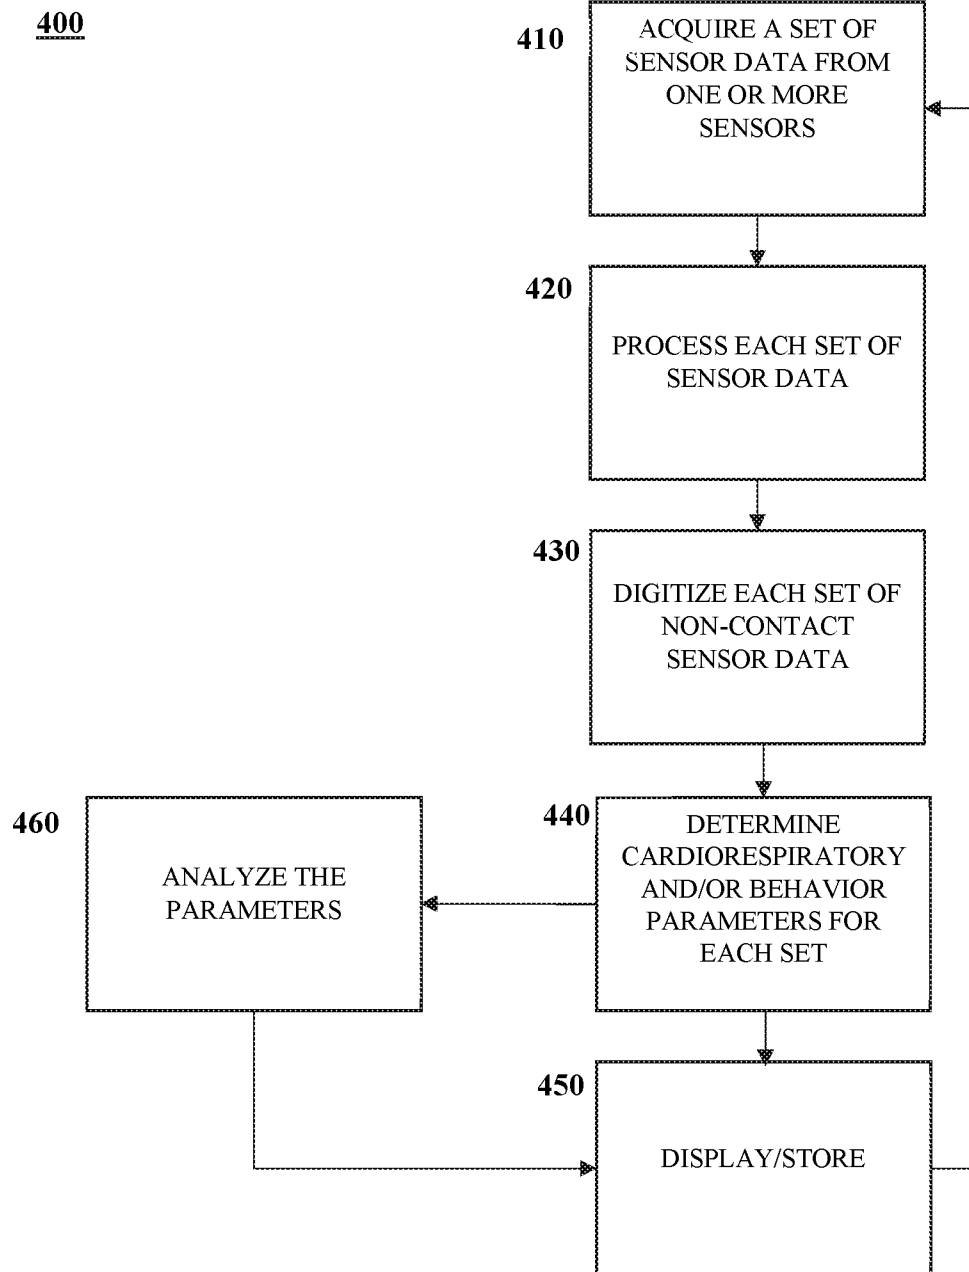 400
410
ACQUIRE A SET OF
SENSOR DATA FROM
ONE OR MORE
SENSORS
420
PROCESS EACH SET OF
SENSOR DATA
430
DIGITIZE EACH SET OF
NON-CONTACT
SENSOR DATA
440
DETERMINE
CARDIORESPIRATORY
AND/OR BEHAVIOR
PARAMETERS FOR
EACH SET
460
ANALYZE THE
PARAMETERS
450
DISPLAY/STORE